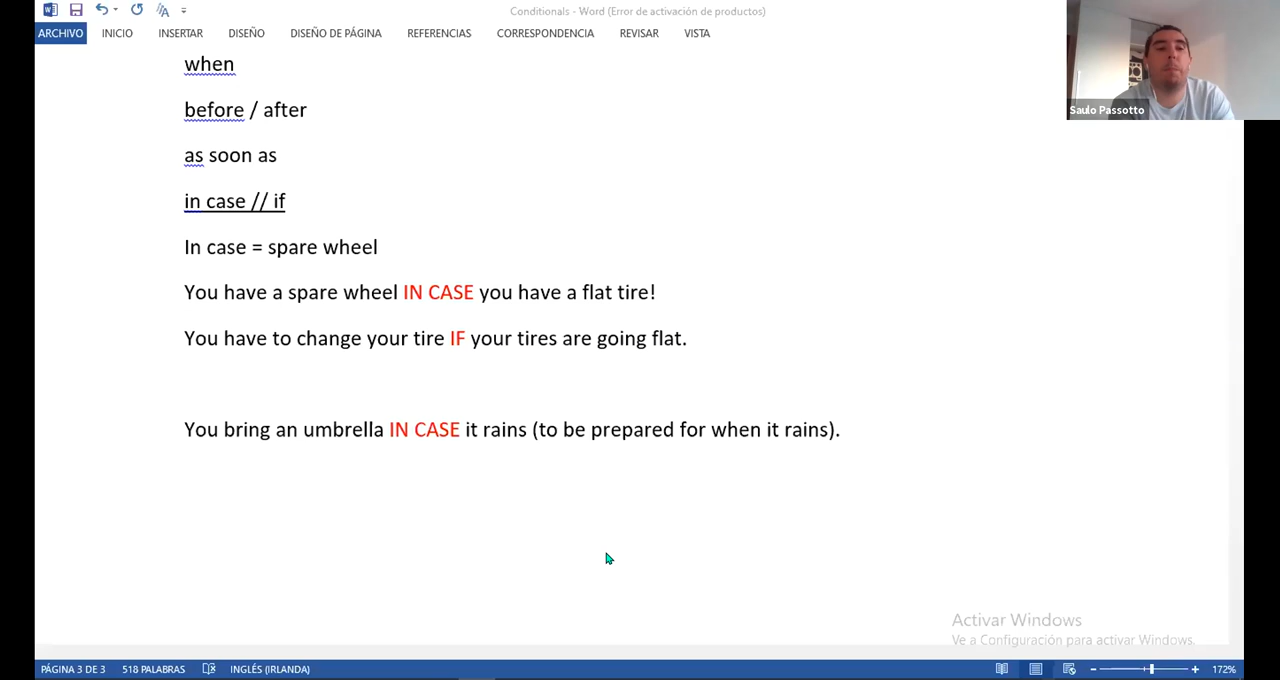 Conditionals - Word (Error de activación de productos)
ARCHIVO INICIO INSERTAR DISEÑO DISEÑO DE PÁGINA REFERENCIAS CORRESPONDENCIA REVISAR VISTA
Saulo Passotto
when
before / after
as soon as
in case // if
In case = spare wheel
You have a spare wheel IN CASE you have a flat tire!
You have to change your tire IF your tires are going flat.
You bring an umbrella IN CASE it rains (to be prepared for when it rains).
Activar Windows
Ve a Configuración para activar Windows.
PÁGINA 3 DE 3 518 PALABRAS INGLÉS (IRLANDA) 172%